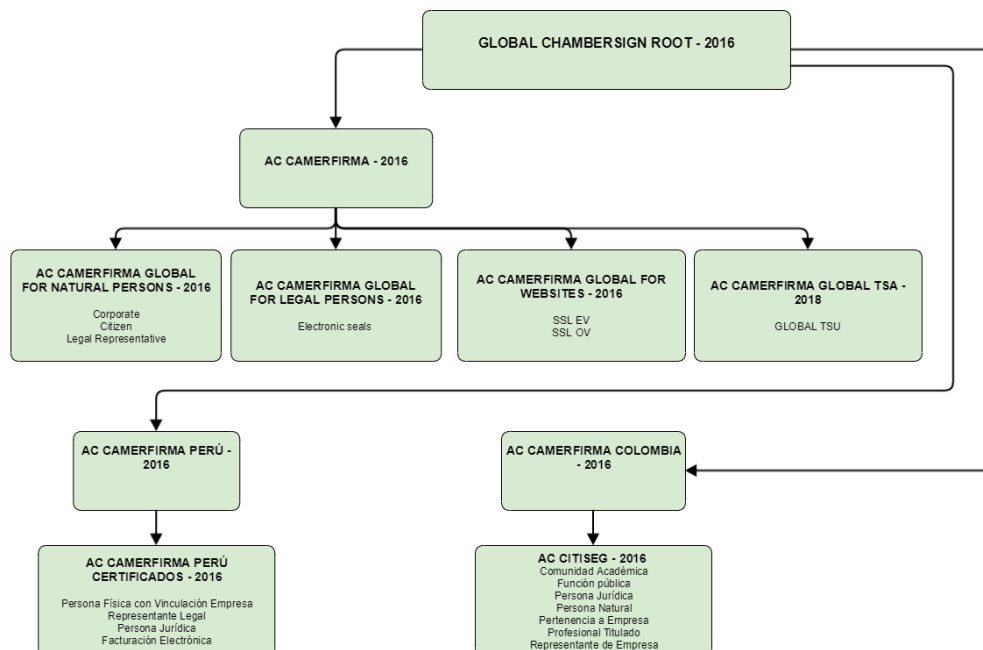 GLOBAL CHAMBERSIGN ROOT - 2016
AC CAMERFIRMA - 2016
AC CAMERFIRMA GLOBAL
FOR NATURAL PERSONS - 2016
Corporate
Citizen
Legal Representative
AC CAMERFIRMA GLOBAL
FOR LEGAL PERSONS - 2016
Electronic seals
AC CAMERFIRMA GLOBAL FOR
WEBSITES - 2016
SSL EV
SSL OV
AC CAMERFIRMA GLOBAL TSA -
2018
GLOBAL TSU
AC CAMERFIRMA PERÚ -
2016
AC CAMERFIRMA COLOMBIA
- 2016
AC CAMERFIRMA PERÚ
CERTIFICADOS - 2016
Persona Física con Vinculación Empresa
Representante Legal
Persona Jurídica
Facturación Electrónica
AC CITISEG - 2016
Comunidad Académica
Función pública
Persona Jurídica
Persona Natural
Pertenencia a Empresa
Profesional Titulado
Representante de Empresa